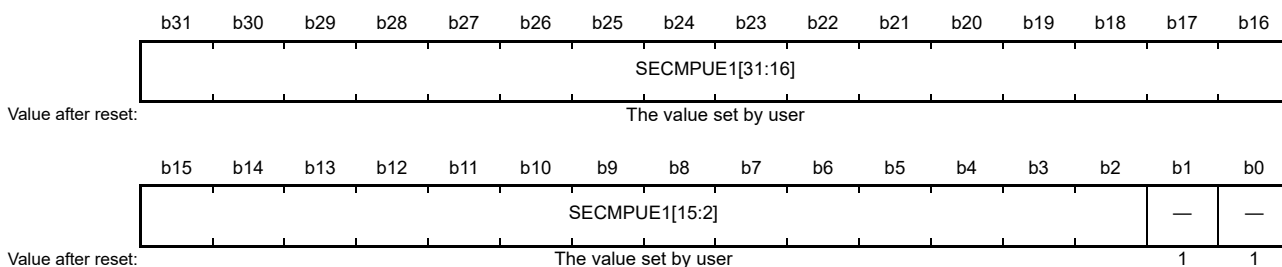 b31 b30 b29 b28 b27 b26 b25 b24 b23 b22 b21 b20 b19 b18 b17 b16
SECMPUE1[31:16]
Value after reset: The value set by user
b15 b14 b13 b12 b11 b10 b9 b8 b7 b6 b5 b4 b3 b2 b1 b0
SECMPUE1[15:2] — —
Value after reset: The value set by user 1 1